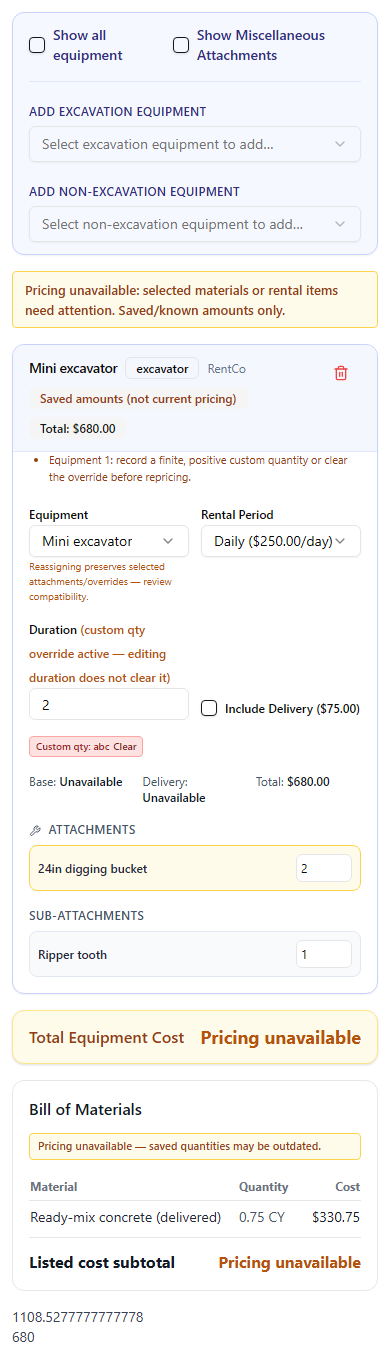 Show all equipment
Show Miscellaneous Attachments
ADD EXCAVATION EQUIPMENT
Select excavation equipment to add...
ADD NON-EXCAVATION EQUIPMENT
Select non-excavation equipment to add...
Pricing unavailable: selected materials or rental items
need attention. Saved/known amounts only.
Mini excavator excavator RentCo
Saved amounts (not current pricing)
Total: $680.00
• Equipment 1: record a finite, positive custom quantity or clear
the override before repricing.
Equipment
Mini excavator
Reassigning preserves selected
attachments/overrides — review
compatibility.
Rental Period
Daily ($250.00/day)
Duration (custom qty
override active — editing
duration does not clear it)
2
Include Delivery ($75.00)
Custom qty: abc Clear
Base: Unavailable
Delivery:
Unavailable
Total: $680.00
ATTACHMENTS
24in digging bucket 2
SUB-ATTACHMENTS
Ripper tooth 1
Total Equipment Cost Pricing unavailable
Bill of Materials
Pricing unavailable — saved quantities may be outdated.
Material Quantity Cost
Ready-mix concrete (delivered) 0.75 CY $330.75
Listed cost subtotal Pricing unavailable
1108.5277777777778
680